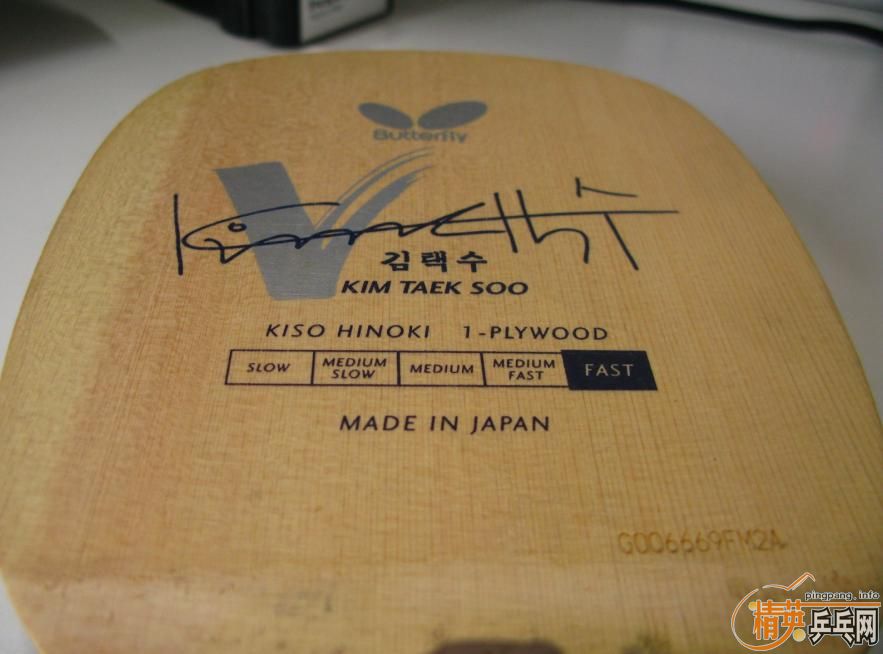 Butterfly
V
김택수
KIM TAEK SOO
KISO HINOKI 1-PLYWOOD
SLOW MEDIUM SLOW MEDIUM MEDIUM FAST FAST
MADE IN JAPAN
G006669FM2A
pingpang.info
精英乒乓网